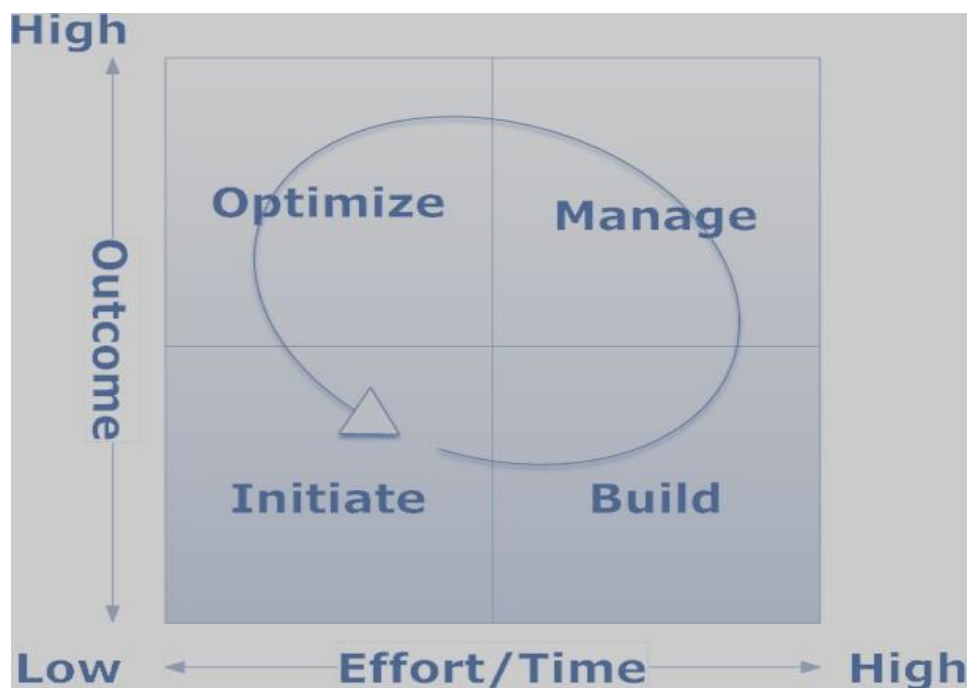 High
Optimize
Manage
Outcome
Initiate
Build
Low
Effort/Time
High